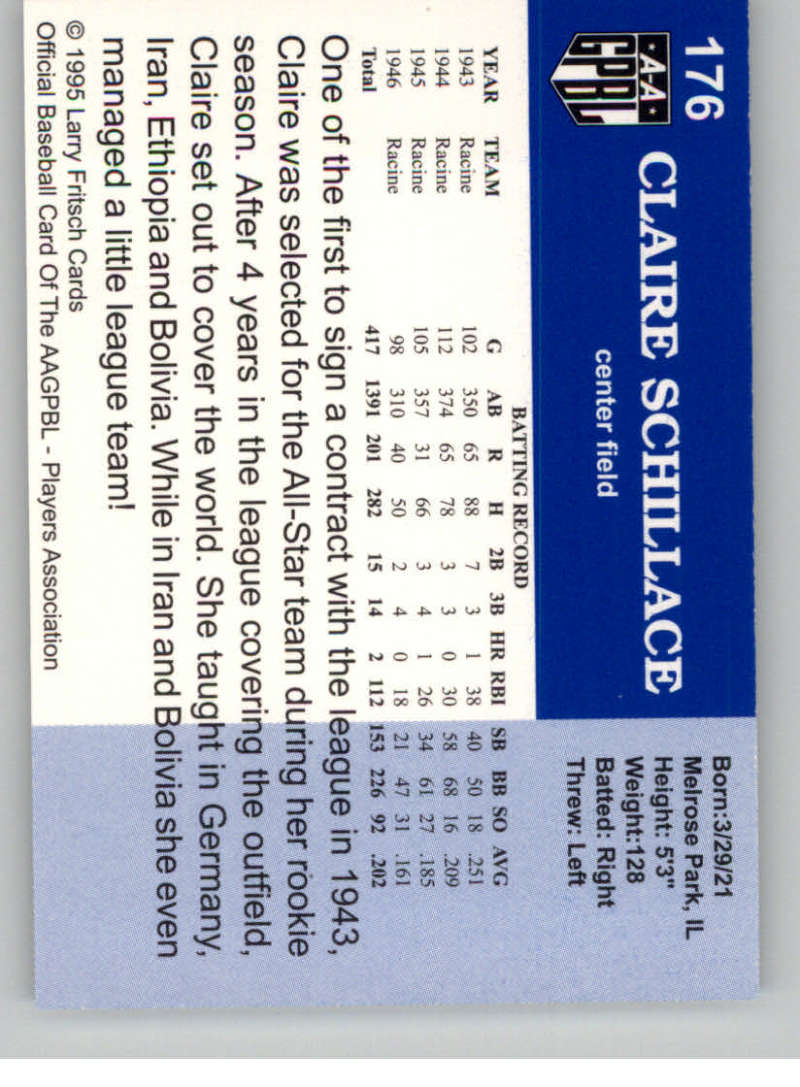 176
·A-A·
GPBL
CLAIRE SCHILLACE
center field
Born:3/29/21
Melrose Park, IL
Height: 5'3"
Weight:128
Batted: Right
Threw: Left
BATTING RECORD
YEAR TEAM G AB R H 2B 3B HR RBI SB BB SO AVG
1943 Racine 102 350 65 88 7 3 1 38 40 50 18 .251
1944 Racine 112 374 65 78 3 3 0 30 58 68 16 .209
1945 Racine 105 357 31 66 3 4 1 26 34 61 27 .185
1946 Racine 98 310 40 50 2 4 0 18 21 47 31 .161
Total 417 1391 201 282 15 14 2 112 153 226 92 .202
One of the first to sign a contract with the league in 1943,
Claire was selected for the All-Star team during her rookie
season. After 4 years in the league covering the outfield,
Claire set out to cover the world. She taught in Germany,
Iran, Ethiopia and Bolivia. While in Iran and Bolivia she even
managed a little league team!
© 1995 Larry Fritsch Cards
Official Baseball Card Of The AAGPBL - Players Association